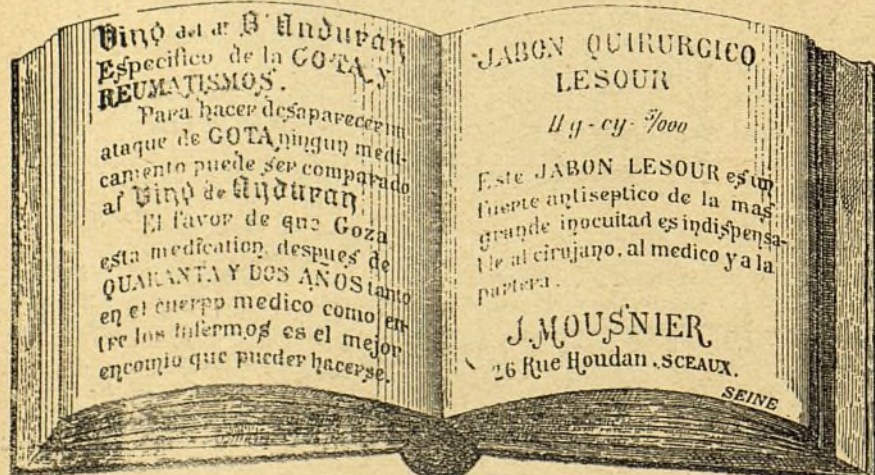 Vino del dr D'Anduran
Especifico de la GOTA y
REUMATISMOS.
Para hacer desaparecer un
ataque de GOTA ningun medi-
camento puede ser comparado
al Vino de Anduran
El favor de que Goza
esta medication, despues de
QUARANTA Y DOS AÑOS tanto
en el cuerpo medico como en-
tre los Infermos es el mejor
encomio que pueder hacerse.
JABON QUIRURGICO
LESOUR
H g - cy - 5/000
Este JABON LESOUR es un
fuerte antiseptico de la mas
grande inocuitad es indispensa-
ble al cirujano, al medico y a la
partera.
J. MOUSNIER
26 Rue Houdan. SCEAUX.
SEINE